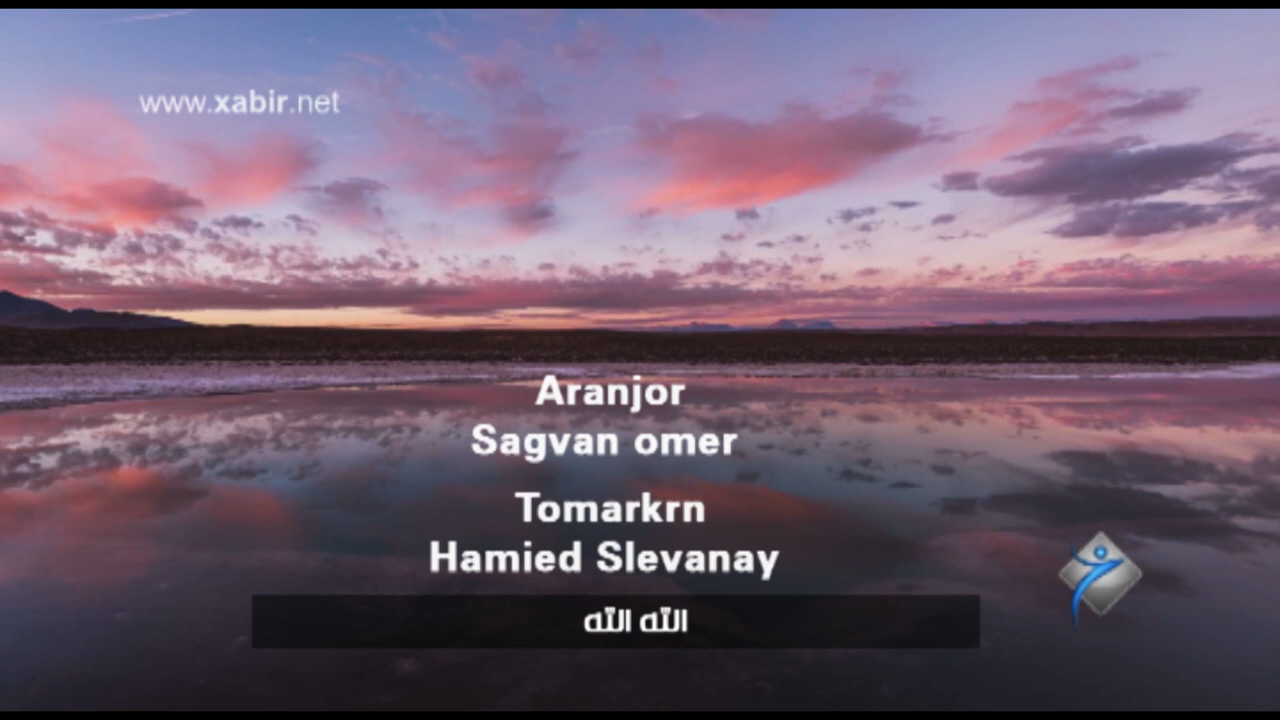 www.xabir.net
Aranjor
Sagvan omer
Tomarkrn
Hamied Slevanay
الله الله